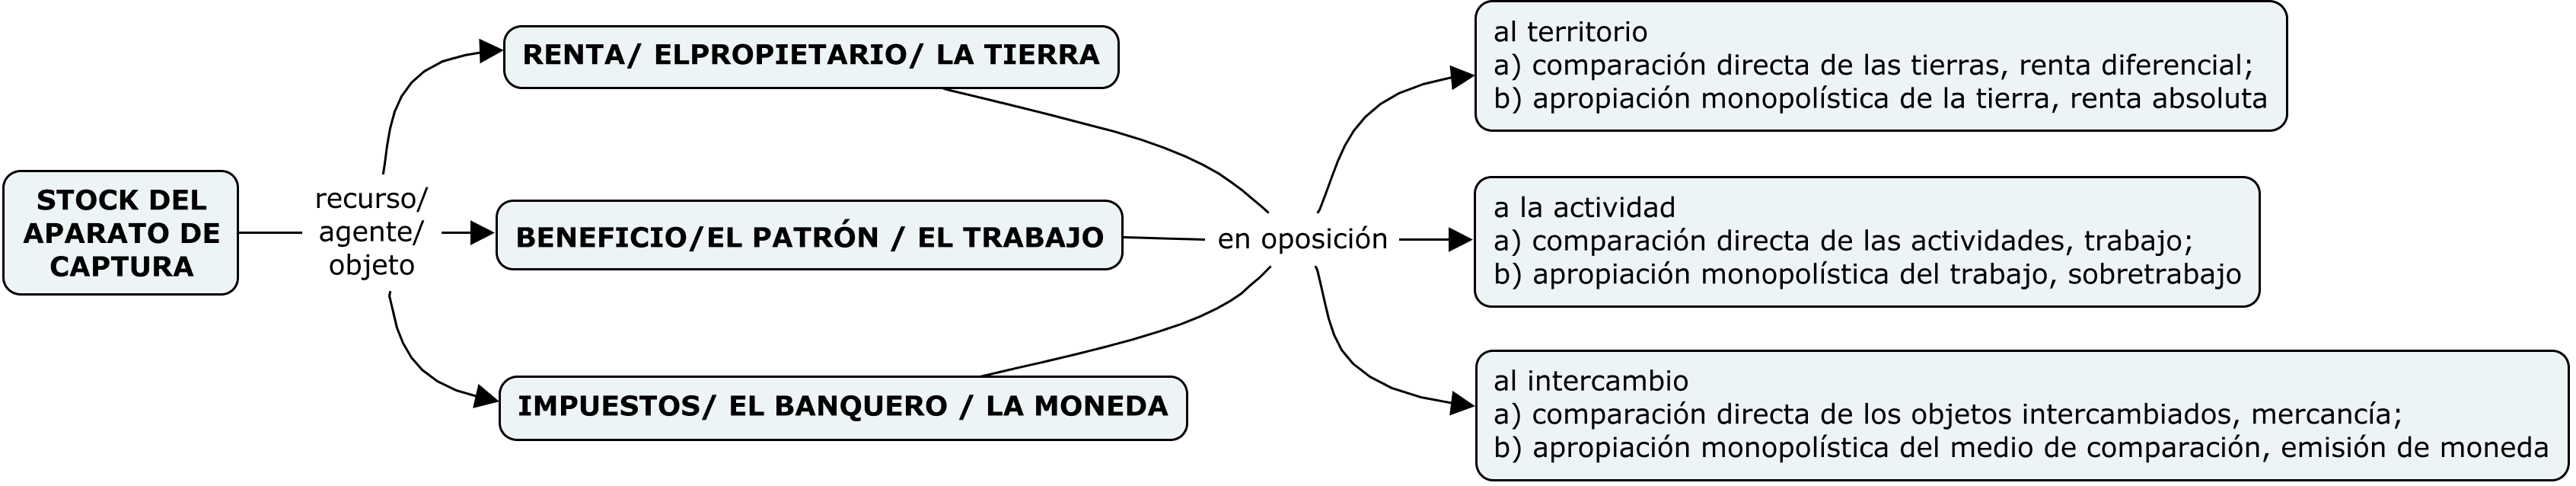 STOCK DEL
APARATO DE
CAPTURA
recurso/
agente/
objeto
RENTA/ ELPROPIETARIO/ LA TIERRA
BENEFICIO/EL PATRÓN / EL TRABAJO
IMPUESTOS/ EL BANQUERO / LA MONEDA
en oposición
al territorio
a) comparación directa de las tierras, renta diferencial;
b) apropiación monopolística de la tierra, renta absoluta
a la actividad
a) comparación directa de las actividades, trabajo;
b) apropiación monopolística del trabajo, sobretrabajo
al intercambio
a) comparación directa de los objetos intercambiados, mercancía;
b) apropiación monopolística del medio de comparación, emisión de moneda